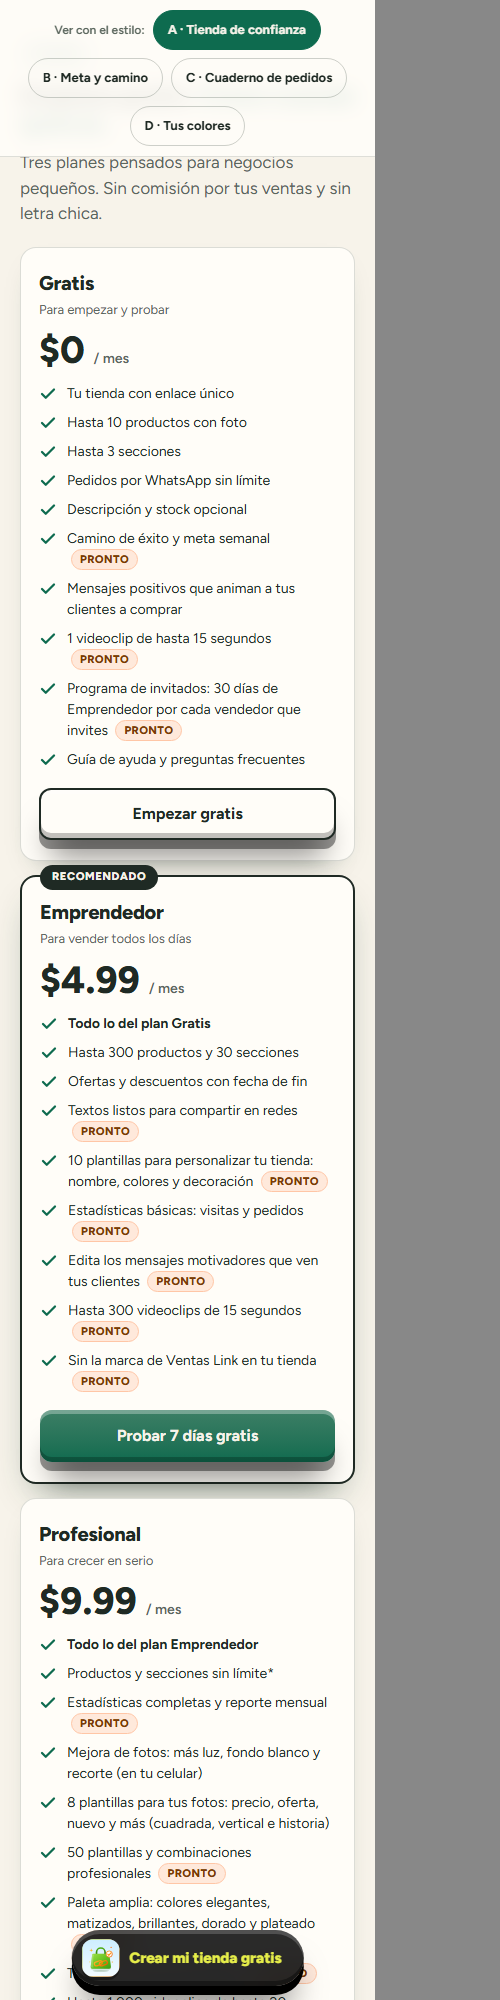 Ver con el estilo:
A · Tienda de confianza
B · Meta y camino
C · Cuaderno de pedidos
D · Tus colores
Tres planes pensados para negocios
pequeños. Sin comisión por tus ventas y sin
letra chica.
Gratis
Para empezar y probar
$0 / mes
Tu tienda con enlace único
Hasta 10 productos con foto
Hasta 3 secciones
Pedidos por WhatsApp sin límite
Descripción y stock opcional
Camino de éxito y meta semanal
PRONTO
Mensajes positivos que animan a tus
clientes a comprar
1 videoclip de hasta 15 segundos
PRONTO
Programa de invitados: 30 días de
Emprendedor por cada vendedor que
invites PRONTO
Guía de ayuda y preguntas frecuentes
Empezar gratis
RECOMENDADO
Emprendedor
Para vender todos los días
$4.99 / mes
Todo lo del plan Gratis
Hasta 300 productos y 30 secciones
Ofertas y descuentos con fecha de fin
Textos listos para compartir en redes
PRONTO
10 plantillas para personalizar tu tienda:
nombre, colores y decoración PRONTO
Estadísticas básicas: visitas y pedidos
PRONTO
Edita los mensajes motivadores que ven
tus clientes PRONTO
Hasta 300 videoclips de 15 segundos
PRONTO
Sin la marca de Ventas Link en tu tienda
PRONTO
Probar 7 días gratis
Profesional
Para crecer en serio
$9.99 / mes
Todo lo del plan Emprendedor
Productos y secciones sin límite*
Estadísticas completas y reporte mensual
PRONTO
Mejora de fotos: más luz, fondo blanco y
recorte (en tu celular)
8 plantillas para tus fotos: precio, oferta,
nuevo y más (cuadrada, vertical e historia)
50 plantillas y combinaciones
profesionales PRONTO
Paleta amplia: colores elegantes,
matizados, brillantes, dorado y plateado
Crear mi tienda gratis